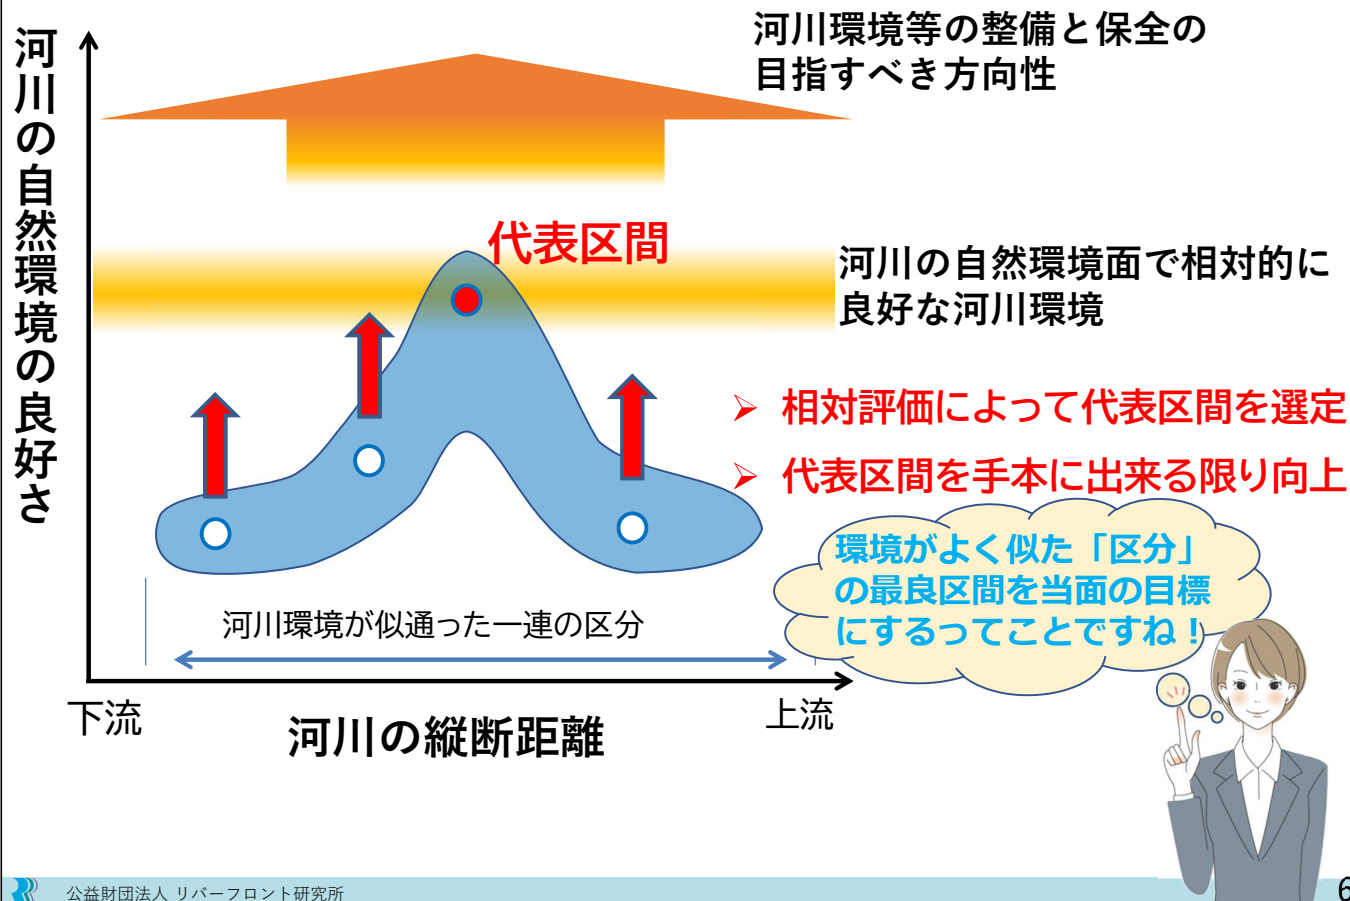 河川環境等の整備と保全の
目指すべき方向性
河川の自然環境の良好さ
代表区間
河川の自然環境面で相対的に
良好な河川環境
➢ 相対評価によって代表区間を選定
➢ 代表区間を手本に出来る限り向上
環境がよく似た「区分」
の最良区間を当面の目標
にするってことですね！
河川環境が似通った一連の区分
下流
河川の縦断距離
上流
公益財団法人 リバーフロント研究所
6